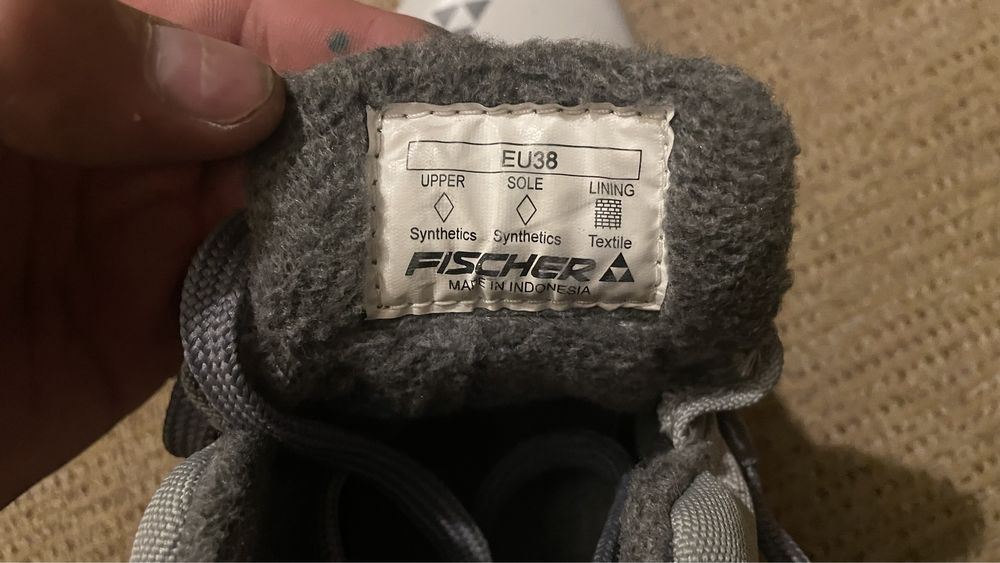 EU38
UPPER SOLE LINING
Synthetics Synthetics Textile
FISCHER
MADE IN INDONESIA